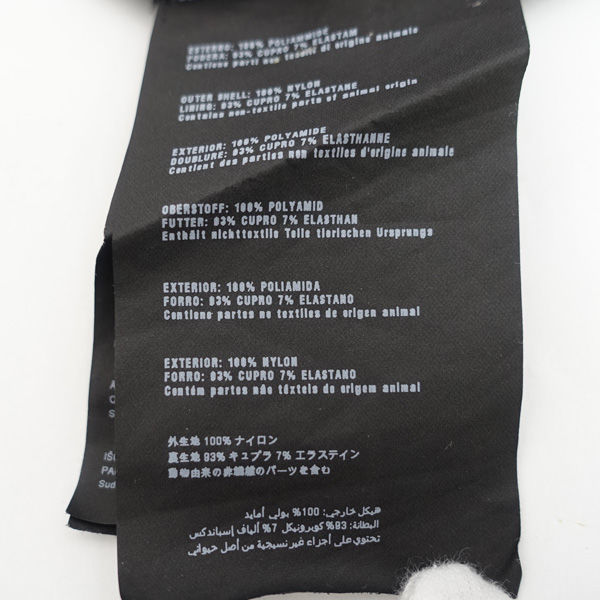 ESTERNO: 100% POLIAMMIDE
FODERA: 93% CUPRO 7% ELASTAM
Contiene parti non tessili di origine animale
OUTER SHELL: 100% NYLON
LINING: 93% CUPRO 7% ELASTANE
Contains non-textile parts of animal origin
EXTERIOR: 100% POLYAMIDE
DOUBLURE: 93% CUPRO 7% ELASTHANNE
Contient des parties non textiles d'origine animale
OBERSTOFF: 100% POLYAMID
FUTTER: 93% CUPRO 7% ELASTHAN
Enthält nichttextile Teile tierischen Ursprungs
EXTERIOR: 100% POLIAMIDA
FORRO: 93% CUPRO 7% ELASTANO
Contiene partes no textiles de origen animal
EXTERIOR: 100% NYLON
FORRO: 93% CUPRO 7% ELASTANO
Contém partes não têxteis de origem animal
外生地 100% ナイロン
裏生地 93% キュプラ 7% エラステイン
動物由来の非繊維のパーツを含む
هيكل خارجي: 100% بولي أمايد
البطانة: 93% كوبرونيكل 7% ألياف إسباندكس
تحتوي على أجزاء غير نسيجية من أصل حيواني
A
S
IŠ
PA
Sud